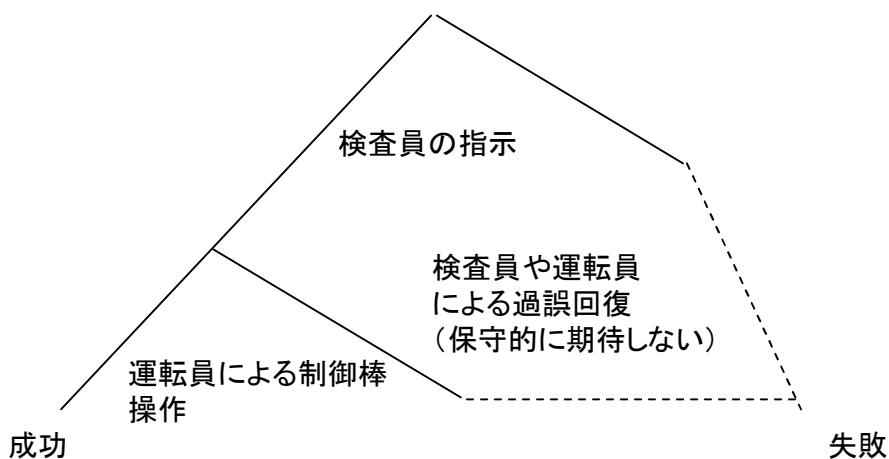 検査員の指示
検査員や運転員
による過誤回復
（保守的に期待しない）
運転員による制御棒
操作
成功
失敗